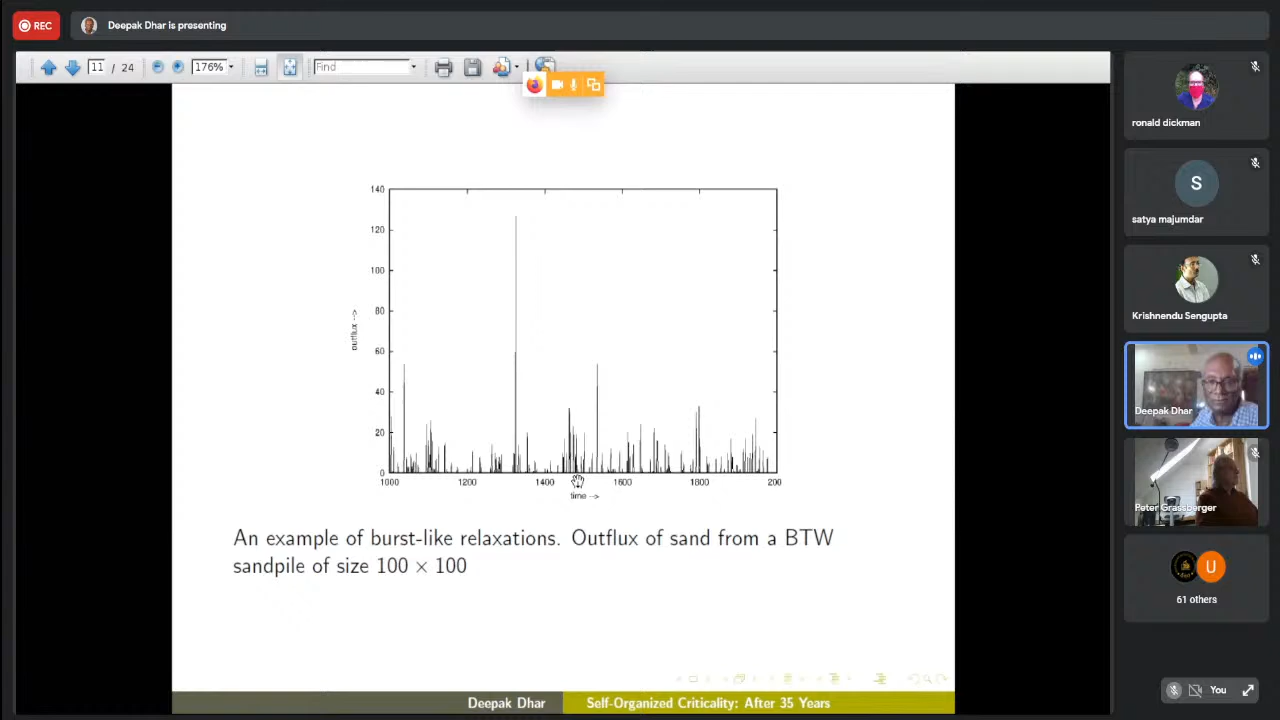 REC
Deepak Dhar is presenting
11 / 24
176%
Find
140
120
100
80
60
40
20
0
outflux -->
1000
1200
1400
1600
1800
200
time -->
An example of burst-like relaxations. Outflux of sand from a BTW
sandpile of size 100 × 100
Deepak Dhar
Self-Organized Criticality: After 35 Years
ronald dickman
S
satya majumdar
Krishnendu Sengupta
Deepak Dhar
Peter Grassberger
U
61 others
You